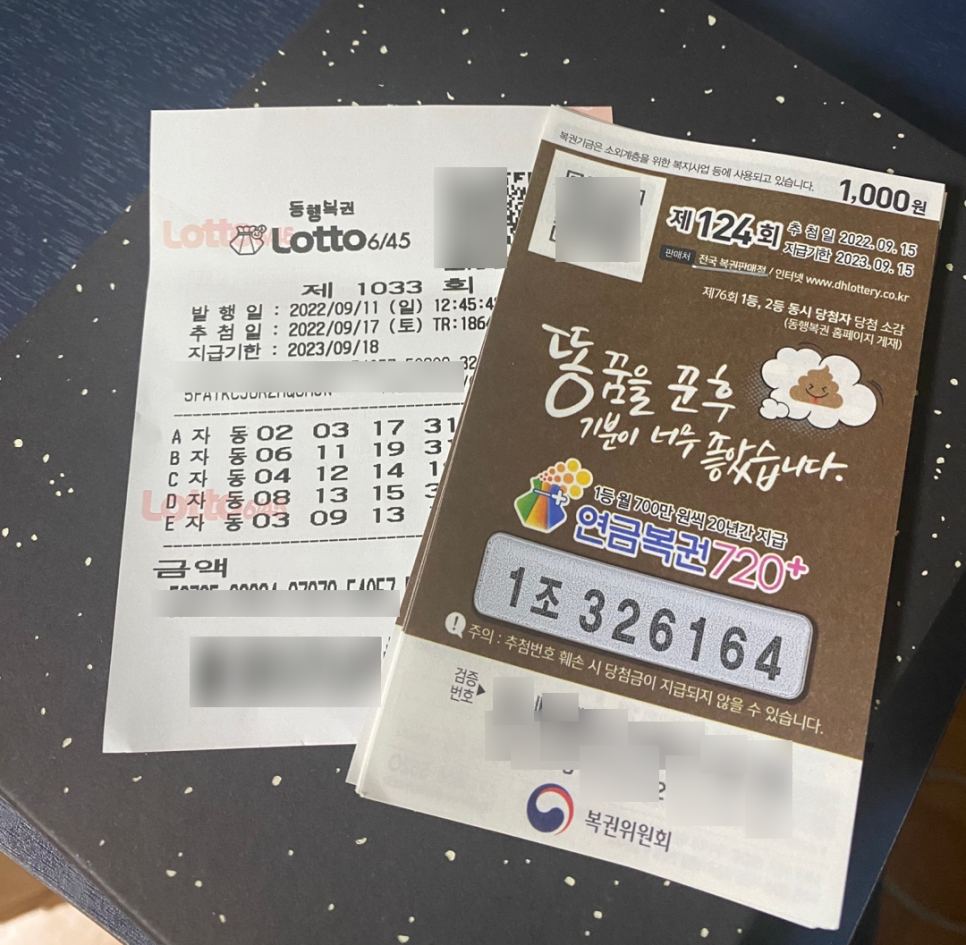 동행복권
Lotto 6/45
제 1033 회
발 행 일 : 2022/09/11 (일) 12:45:4
추 첨 일 : 2022/09/17 (토) TR:186
지급기한 : 2023/09/18
A 자 동 02 03 17 31
B 자 동 06 11 19
C 자 동 04 12 14
D 자 동 08 13 15
E 자 동 03 09 13
금액
복권기금은 소외계층을 위한 복지사업 등에 사용되고 있습니다.
1,000원
제124회
추 첨 일 2022. 09. 15
지급기한 2023. 09. 15
판매처 전국 복권판매점 / 인터넷 www.dhlottery.co.kr
제76회 1등, 2등 동시 당첨자 당첨 소감
(동행복권 홈페이지 게재)
똥 꿈을 꾼 후
기분이 너무 좋았습니다.
1등 월 700만 원씩 20년간 지급
연금복권720+
1조 326164
! 주의 : 추첨번호 훼손 시 당첨금이 지급되지 않을 수 있습니다.
검증
번호
복권위원회